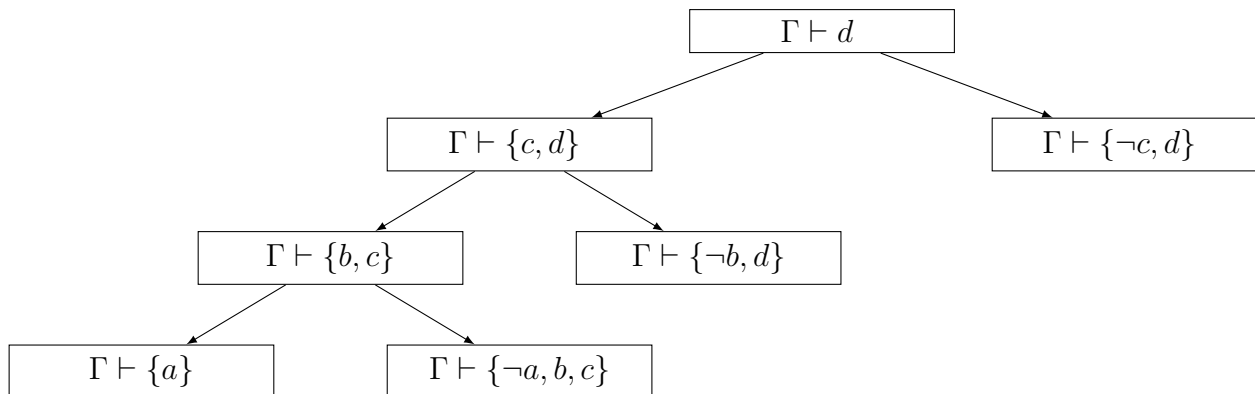 Γ ⊢ d
Γ ⊢ {c, d}
Γ ⊢ {¬c, d}
Γ ⊢ {b, c}
Γ ⊢ {¬b, d}
Γ ⊢ {a}
Γ ⊢ {¬a, b, c}